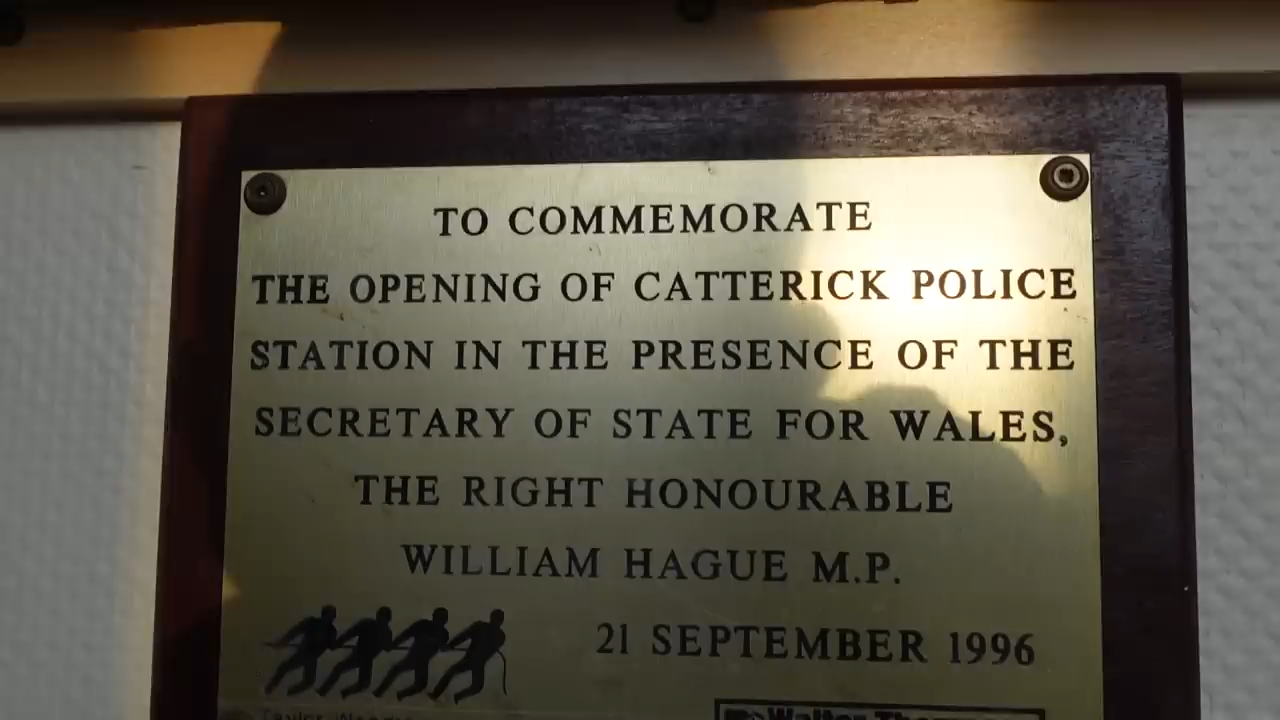 TO COMMEMORATE
THE OPENING OF CATTERICK POLICE
STATION IN THE PRESENCE OF THE
SECRETARY OF STATE FOR WALES,
THE RIGHT HONOURABLE
WILLIAM HAGUE M.P.
21 SEPTEMBER 1996
Walter